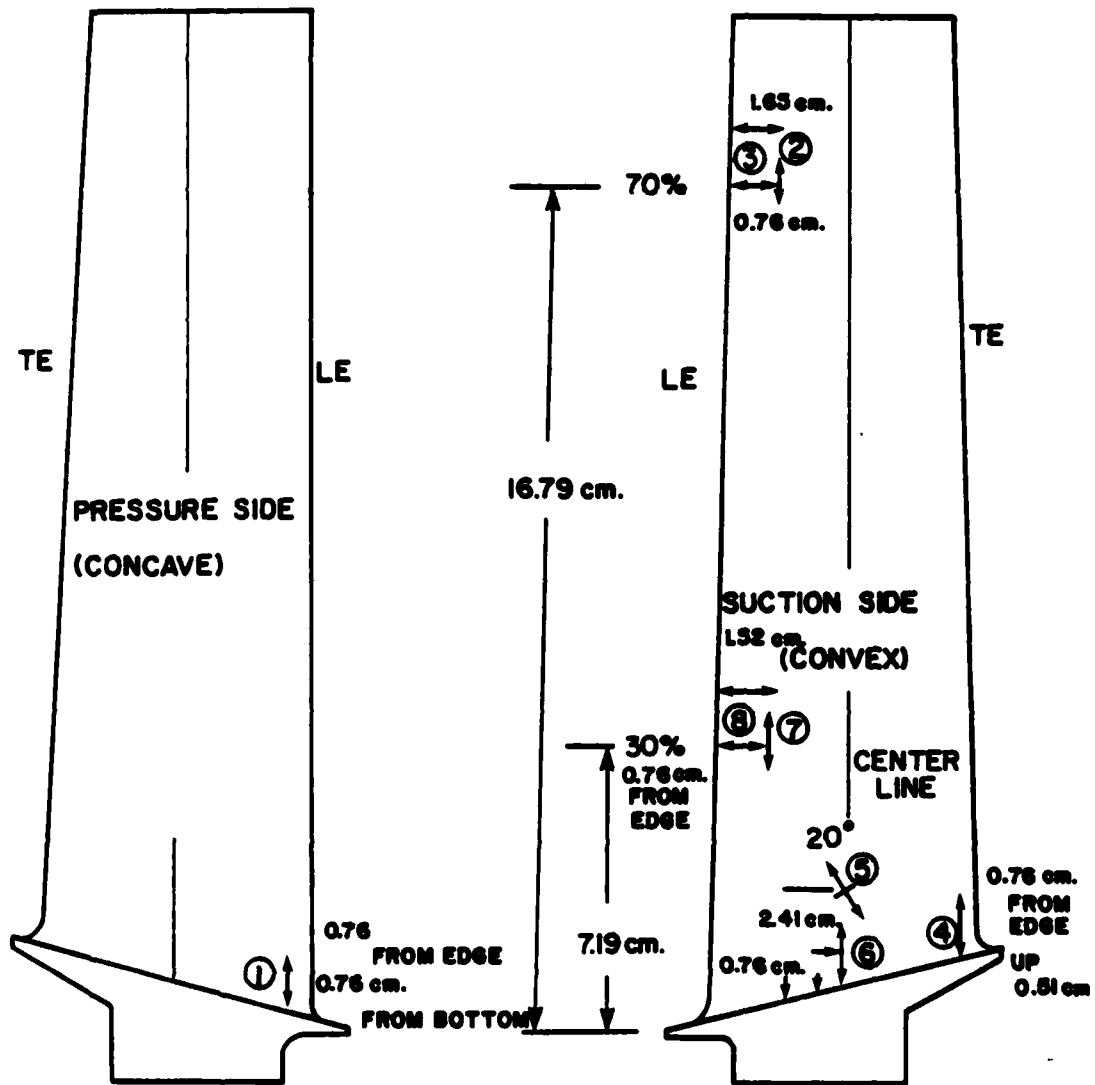 1.65 cm.
③ ②
70%
0.76 cm.
TE
LE
LE
TE
16.79 cm.
PRESSURE SIDE
(CONCAVE)
SUCTION SIDE
1.52 cm.
(CONVEX)
⑧ ⑦
30%
0.76 cm.
FROM
EDGE
CENTER
LINE
20°
⑤
0.76 cm.
FROM
EDGE
④
2.41 cm.
⑥
UP
0.51 cm
7.19 cm.
0.76 cm.
0.76
FROM EDGE
①
0.76 cm.
FROM BOTTOM